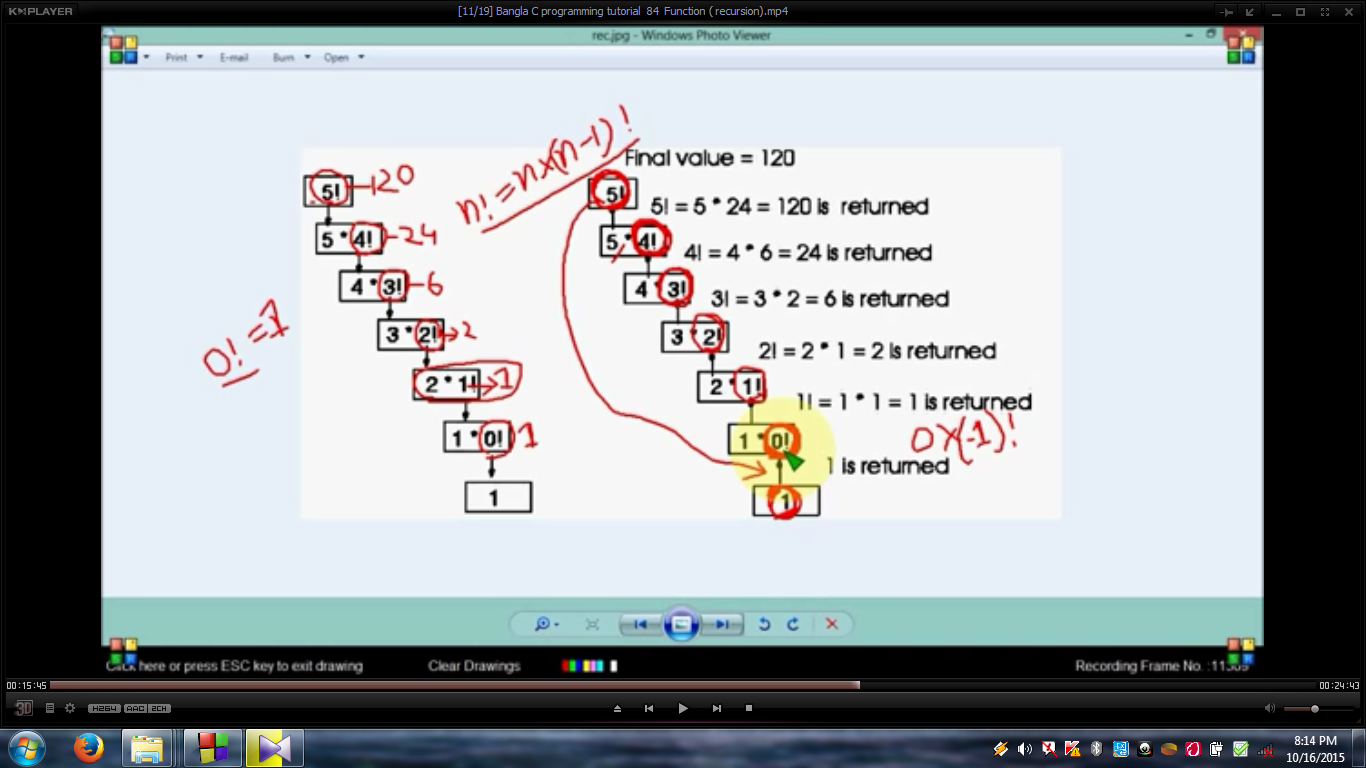 KMPLAYER
[11/19] Bangla C programming tutorial 84 Function (recursion).mp4
rec.jpg - Windows Photo Viewer
Print E-mail Burn Open
n! = n×(n-1)!
Final value = 120
5! 120
5 * 4! 24
4 * 3! 6
3 * 2! → 2
2 * 1! → 1
1 * 0! 1
1
0! = 1
5!
5! = 5 * 24 = 120 is returned
5 * 4!
4! = 4 * 6 = 24 is returned
4 * 3!
3! = 3 * 2 = 6 is returned
3 * 2!
2! = 2 * 1 = 2 is returned
2 * 1!
1! = 1 * 1 = 1 is returned
1 * 0!
0×(-1)!
1 is returned
1
Click here or press ESC key to exit drawing
Clear Drawings
Recording Frame No. :
00:15:45
00:24:43
3D
H264 AAC 2CH
8:14 PM
10/16/2015